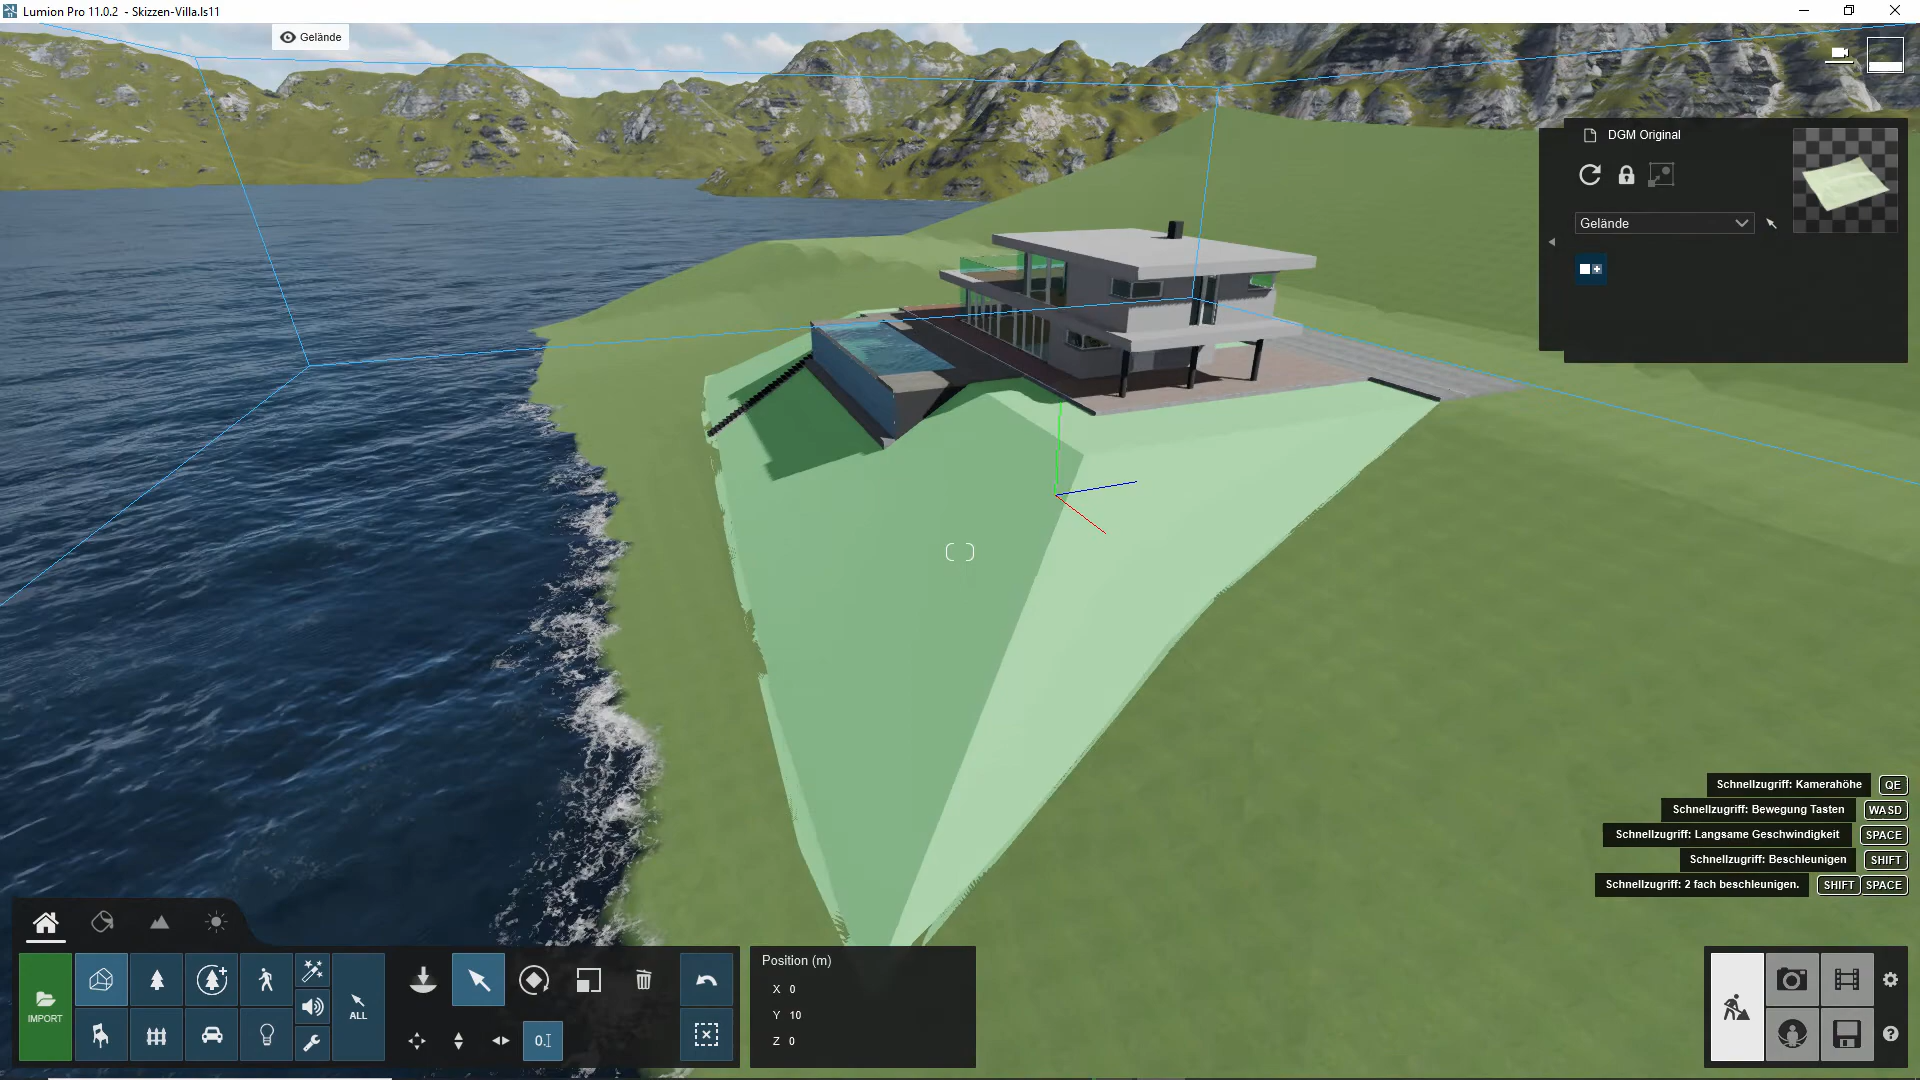 Lumion Pro 11.0.2 - Skizzen-Villa.ls11
Gelände
DGM Original
Gelände
Schnellzugriff: Kamerahöhe QE
Schnellzugriff: Bewegung Tasten WASD
Schnellzugriff: Langsame Geschwindigkeit SPACE
Schnellzugriff: Beschleunigen SHIFT
Schnellzugriff: 2 fach beschleunigen. SHIFT SPACE
IMPORT
ALL
0.
Position (m)
X 0
Y 10
Z 0